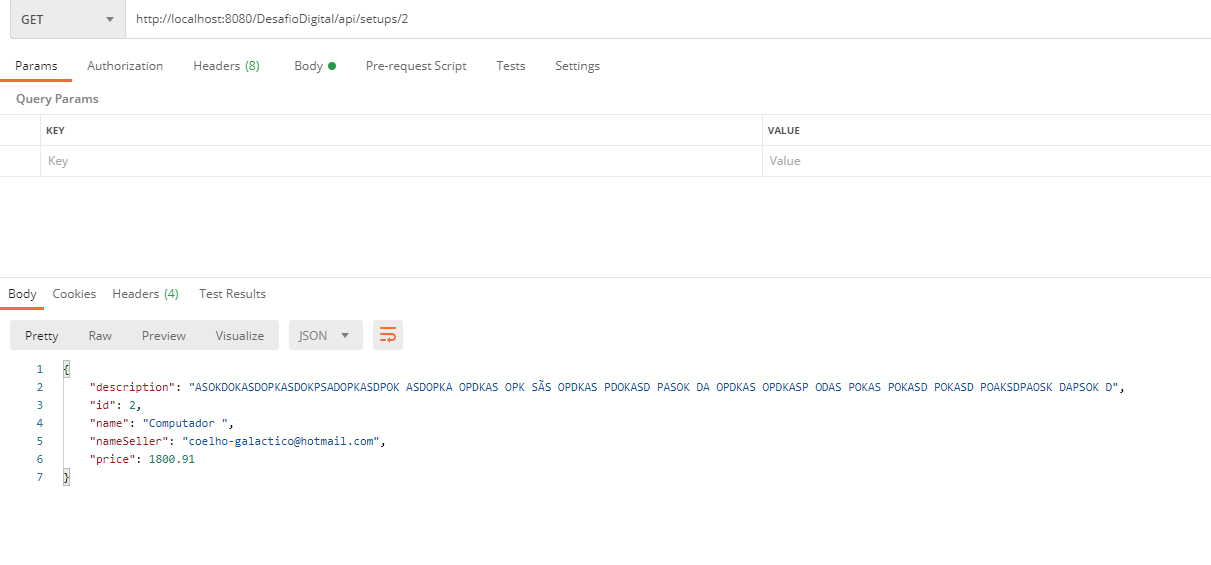 GET http://localhost:8080/DesafioDigital/api/setups/2
Params Authorization Headers (8) Body Pre-request Script Tests Settings
Query Params
KEY VALUE
Key Value
Body Cookies Headers (4) Test Results
Pretty Raw Preview Visualize JSON
1 {
2 "description": "ASOKDOKASDOPKASDOKPSADOPKASDPOK ASDOPKA OPDKAS OPK SÃS OPDKAS PDOKASD PASOK DA OPDKAS OPDKASP ODAS POKAS POKASD POKASD POAKSDPAOSK DAPSOK D",
3 "id": 2,
4 "name": "Computador ",
5 "nameSeller": "coelho-galactico@hotmail.com",
6 "price": 1800.91
7 }